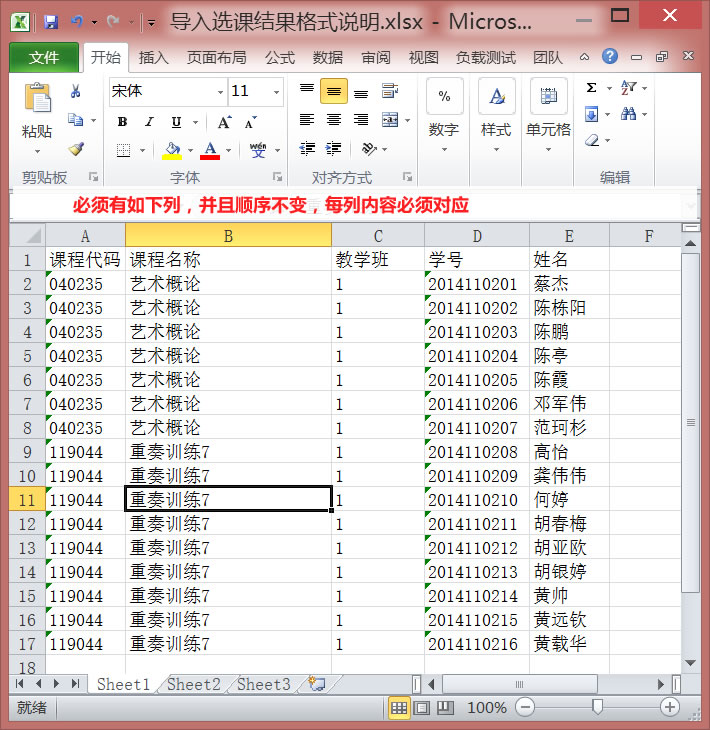 导入选课结果格式说明.xlsx - Micros...
文件 开始 插入 页面布局 公式 数据 审阅 视图 负载测试 团队
宋体 11
B I U A A
A wén 文
% A
Σ A Z
粘贴 数字 样式 单元格
剪贴板 字体 对齐方式 编辑
必须有如下列，并且顺序不变，每列内容必须对应
A B C D E F
1 课程代码 课程名称 教学班 学号 姓名
2 040235 艺术概论 1 2014110201 蔡杰
3 040235 艺术概论 1 2014110202 陈栋阳
4 040235 艺术概论 1 2014110203 陈鹏
5 040235 艺术概论 1 2014110204 陈亭
6 040235 艺术概论 1 2014110205 陈霞
7 040235 艺术概论 1 2014110206 邓军伟
8 040235 艺术概论 1 2014110207 范珂杉
9 119044 重奏训练7 1 2014110208 高怡
10 119044 重奏训练7 1 2014110209 龚伟伟
11 119044 重奏训练7 1 2014110210 何婷
12 119044 重奏训练7 1 2014110211 胡春梅
13 119044 重奏训练7 1 2014110212 胡亚欧
14 119044 重奏训练7 1 2014110213 胡银婷
15 119044 重奏训练7 1 2014110214 黄帅
16 119044 重奏训练7 1 2014110215 黄远钦
17 119044 重奏训练7 1 2014110216 黄载华
18
Sheet1 Sheet2 Sheet3
就绪 100%